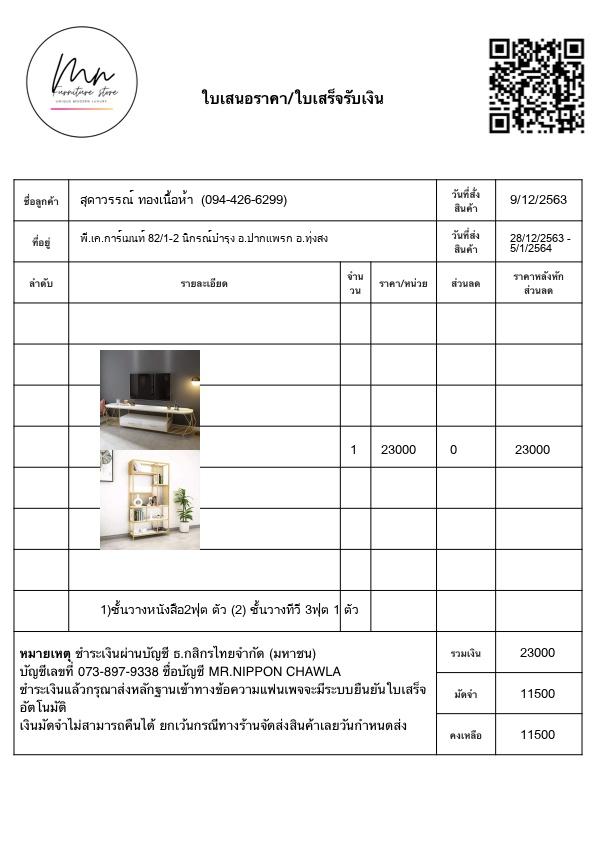 Mn
Furniture store
UNIQUE MODERN LUXURY
ใบเสนอราคา/ใบเสร็จรับเงิน
ชื่อลูกค้า สุดาวรรณ์ ทองเนื้อห้า (094-426-6299) วันที่สั่งสินค้า 9/12/2563
ที่อยู่ พี.เค.การ์เมนท์ 82/1-2 นิกรณ์บำรุง อ.ปากแพรก อ.ทุ่งสง วันที่ส่งสินค้า 28/12/2563 - 5/1/2564
ลำดับ รายละเอียด จำนวน ราคา/หน่วย ส่วนลด ราคาหลังหักส่วนลด
1 23000 0 23000
1)ชั้นวางหนังสือ2ฟุต ตัว (2) ชั้นวางทีวี 3ฟุต 1 ตัว
หมายเหตุ ชำระเงินผ่านบัญชี ธ.กสิกรไทยจำกัด (มหาชน)
บัญชีเลขที่ 073-897-9338 ชื่อบัญชี MR.NIPPON CHAWLA
ชำระเงินแล้วกรุณาส่งหลักฐานเข้าทางข้อความแฟนเพจจะมีระบบยืนยันใบเสร็จ
อัตโนมัติ
เงินมัดจำไม่สามารถคืนได้ ยกเว้นกรณีทางร้านจัดส่งสินค้าเลยวันกำหนดส่ง
รวมเงิน 23000
มัดจำ 11500
คงเหลือ 11500